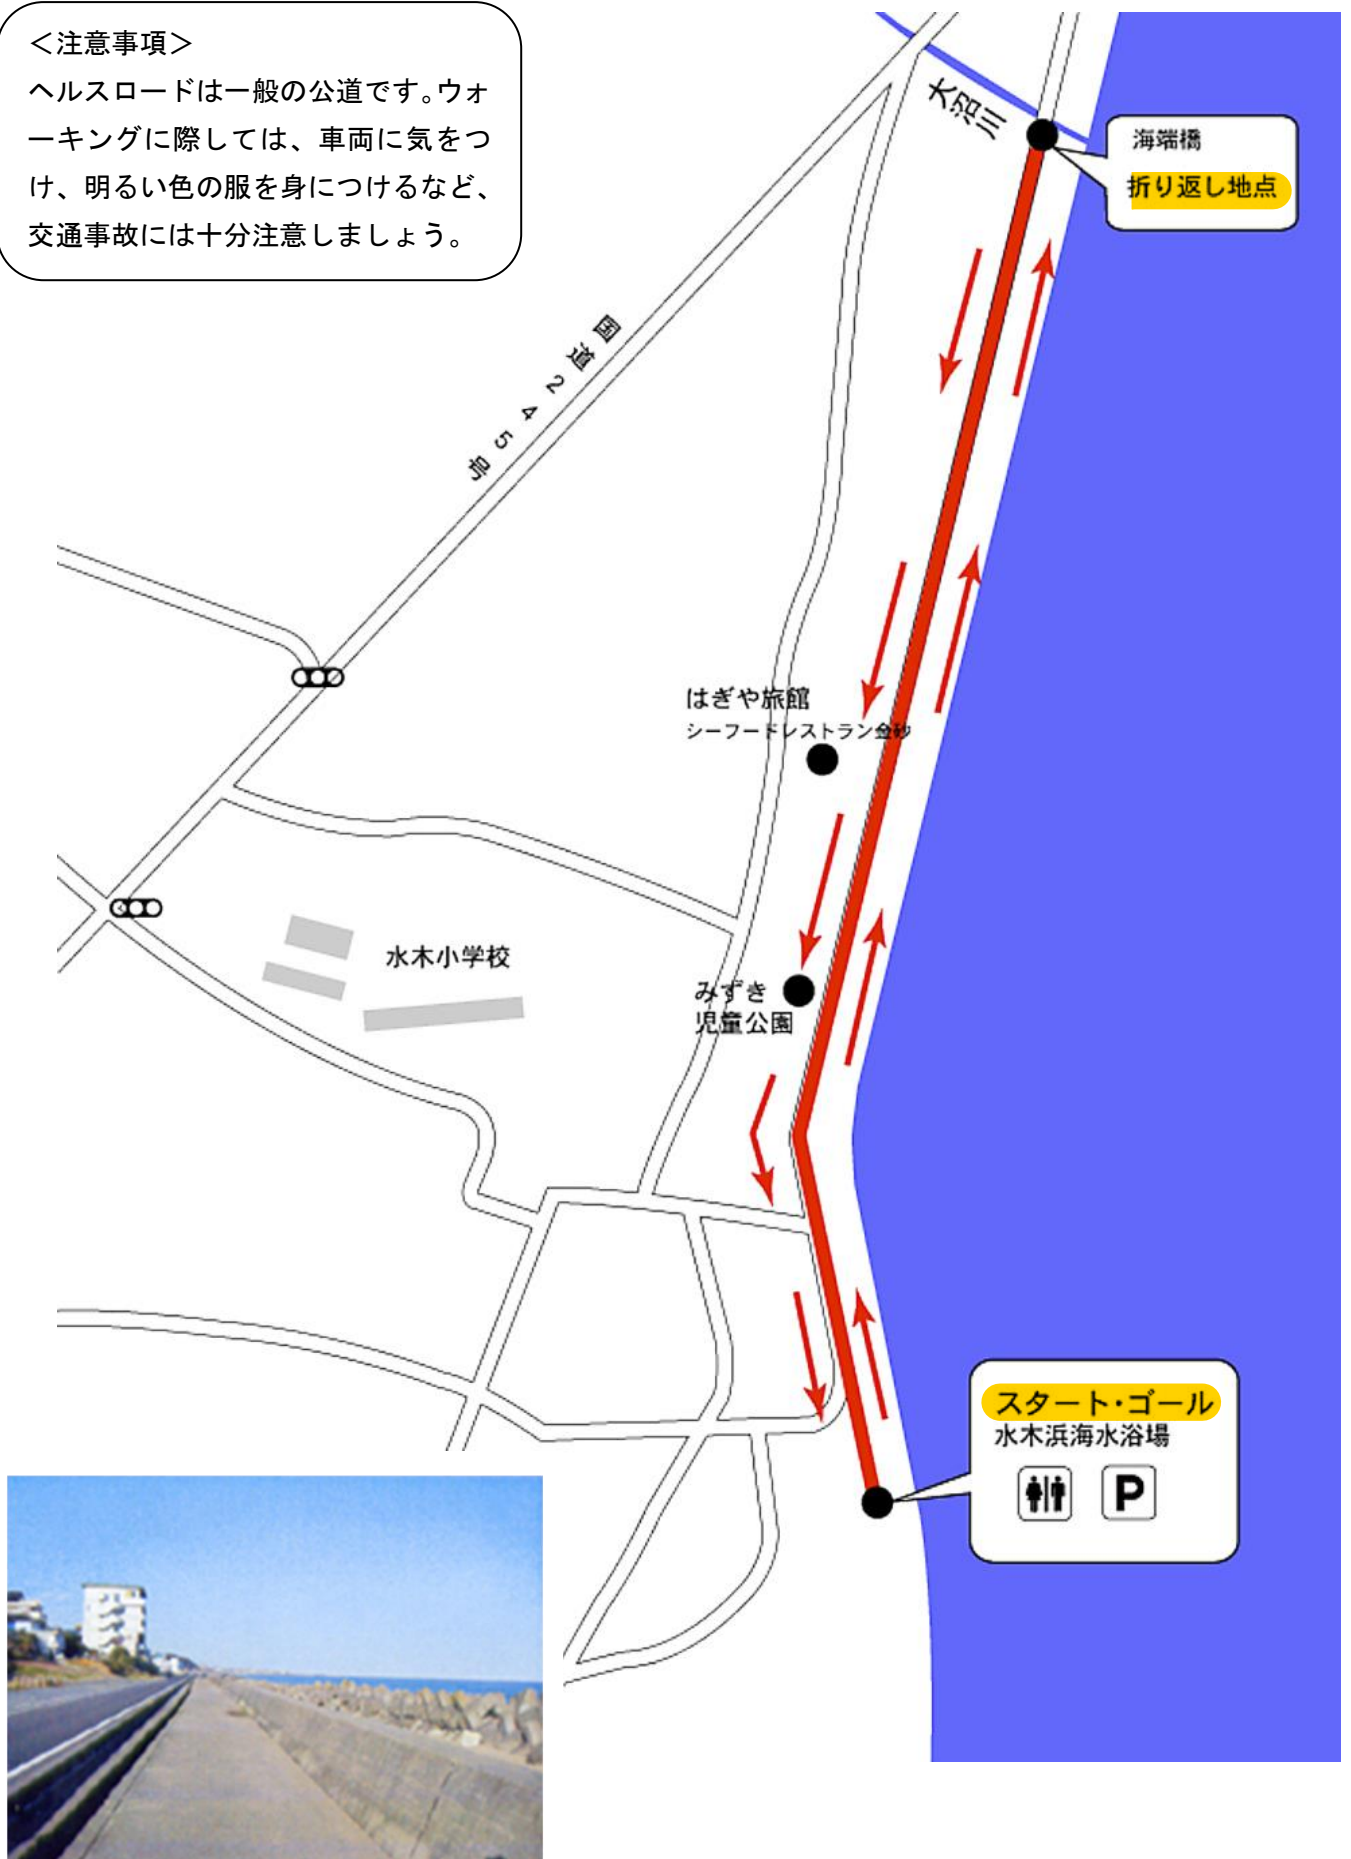 ＜注意事項＞
ヘルスロードは一般の公道です。ウォ
ーキングに際しては、車両に気をつ
け、明るい色の服を身につけるなど、
交通事故には十分注意しましょう。
大沼川
海端橋
折り返し地点
国道245号
はぎや旅館
シーフードレストラン金砂
水木小学校
みずき
児童公園
スタート・ゴール
水木浜海水浴場
P